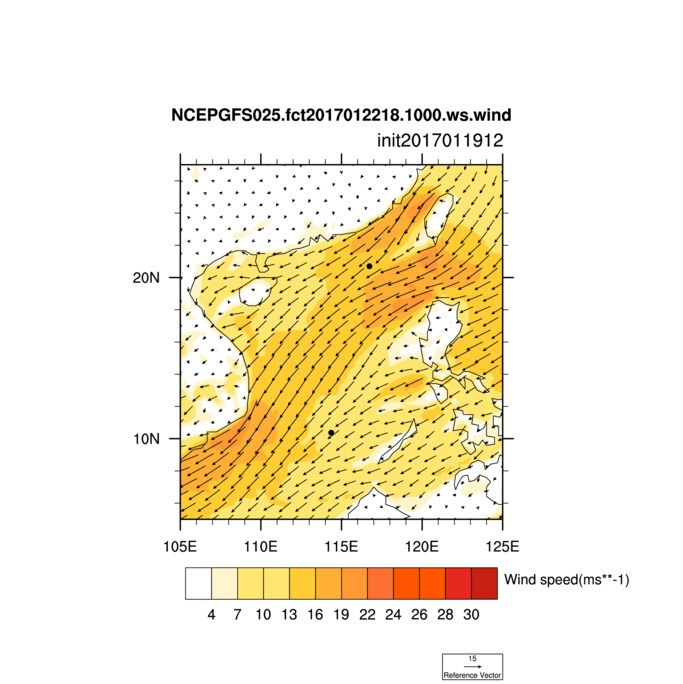 NCEPGFS025.fct2017012218.1000.ws.wind
init2017011912
20N
10N
105E 110E 115E 120E 125E
Wind speed(ms**-1)
4 7 10 13 16 19 22 24 26 28 30
15
Reference Vector